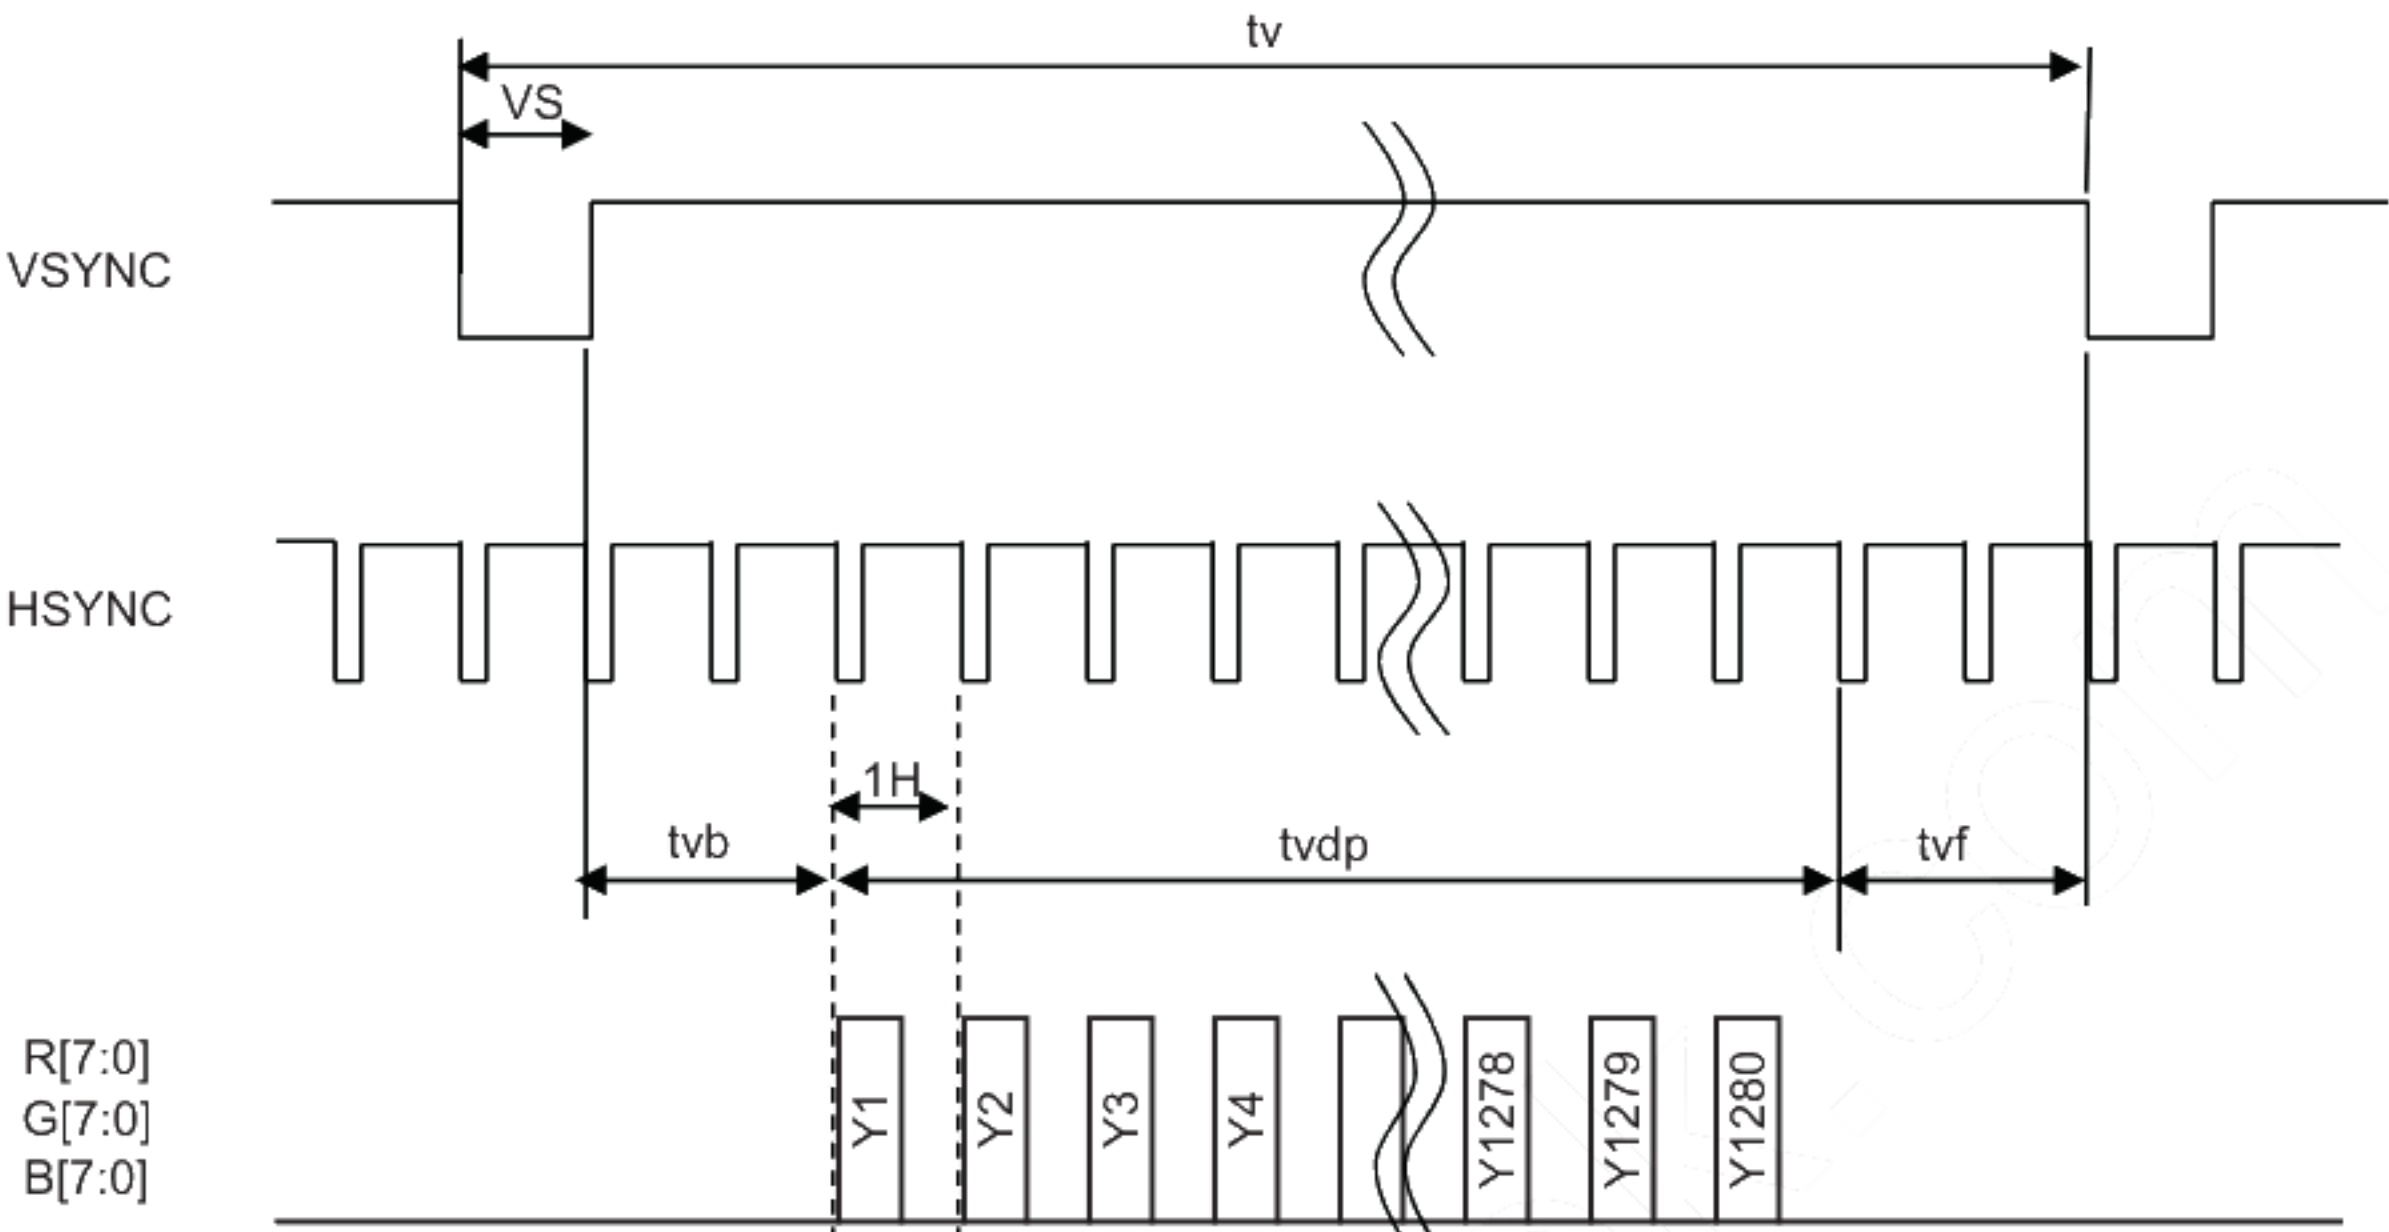 tv
VS
VSYNC
HSYNC
1H
tvb
tvdp
tvf
R[7:0]
G[7:0]
B[7:0]
Y1
Y2
Y3
Y4
Y1278
Y1279
Y1280